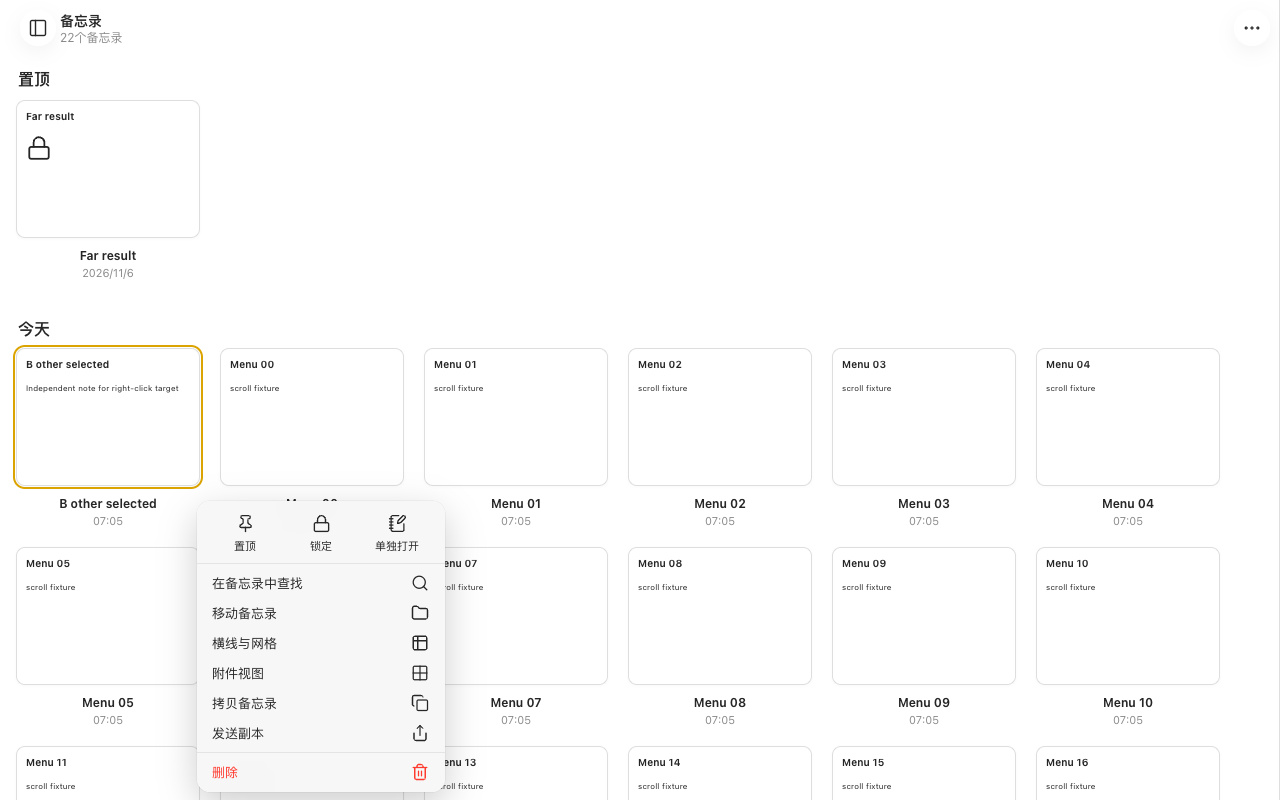 备忘录
22个备忘录
置顶
Far result
Far result
2026/11/6
今天
B other selected
Independent note for right-click target
Menu 00
scroll fixture
Menu 01
scroll fixture
Menu 02
scroll fixture
Menu 03
scroll fixture
Menu 04
scroll fixture
B other selected
07:05
Menu 01
07:05
Menu 02
07:05
Menu 03
07:05
Menu 04
07:05
置顶
锁定
单独打开
在备忘录中查找
移动备忘录
横线与网格
附件视图
拷贝备忘录
发送副本
删除
Menu 05
scroll fixture
enu 07
roll fixture
Menu 08
scroll fixture
Menu 09
scroll fixture
Menu 10
scroll fixture
Menu 05
07:05
Menu 07
07:05
Menu 08
07:05
Menu 09
07:05
Menu 10
07:05
Menu 11
scroll fixture
enu 13
roll fixture
Menu 14
scroll fixture
Menu 15
scroll fixture
Menu 16
scroll fixture